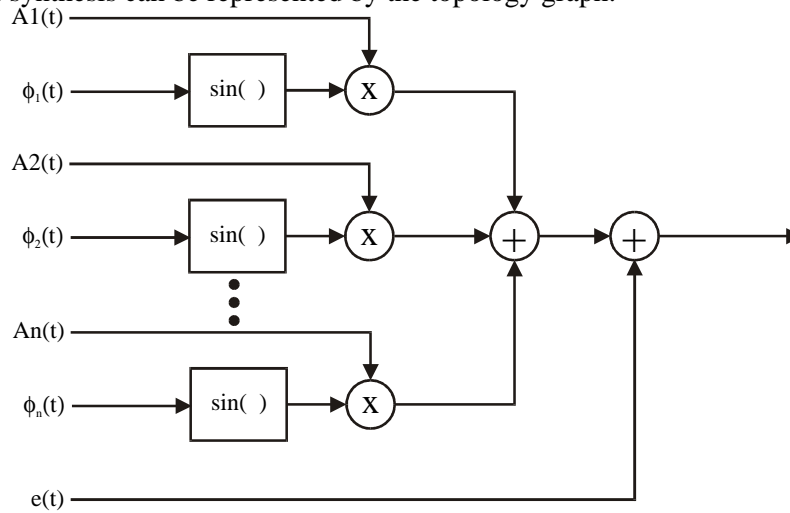 synthesis can be represented by the topology graph:
A1(t)
X
ϕ₁(t) sin( )
A2(t)
ϕ₂(t) sin( ) X + +
An(t)
ϕₙ(t) sin( ) X
e(t)